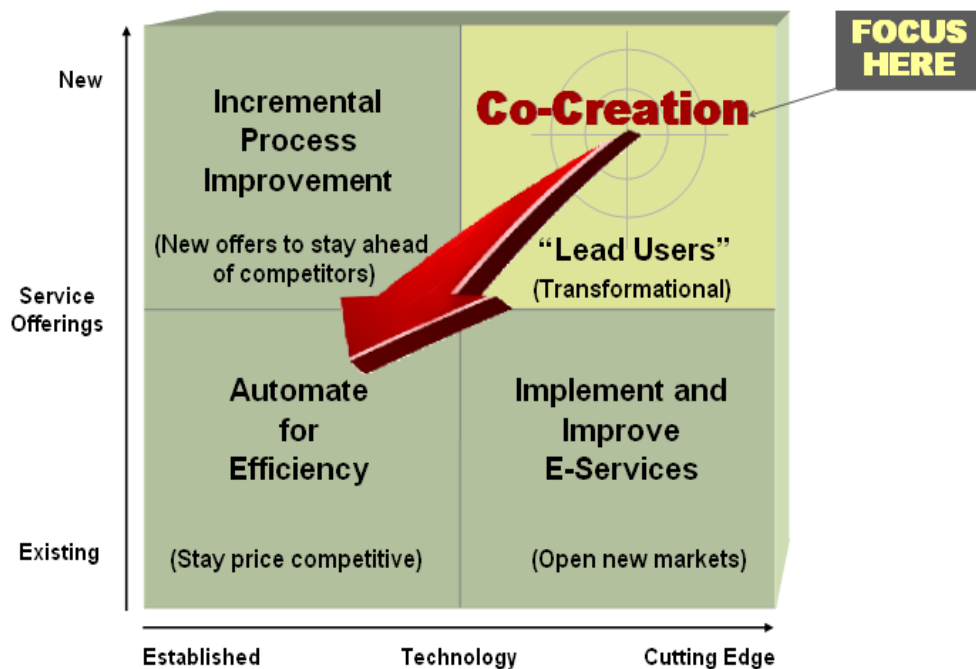 FOCUS
HERE
New
Incremental
Process
Improvement
(New offers to stay ahead
of competitors)
Co-Creation
“Lead Users”
(Transformational)
Service
Offerings
Automate
for
Efficiency
(Stay price competitive)
Implement and
Improve
E-Services
(Open new markets)
Existing
Established
Technology
Cutting Edge